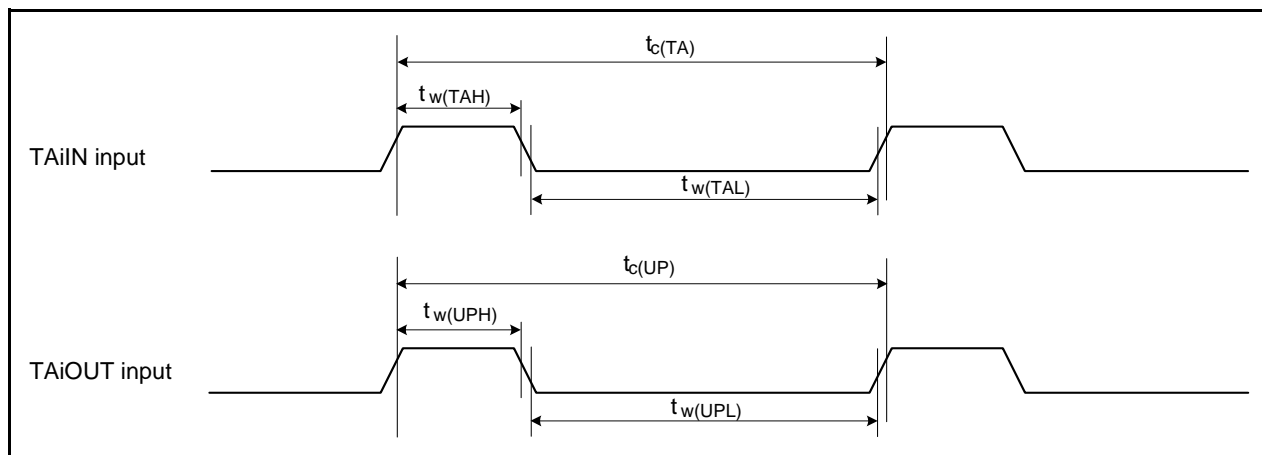 tc(TA)
tw(TAH)
TAiIN input
tw(TAL)
tc(UP)
tw(UPH)
TAiOUT input
tw(UPL)